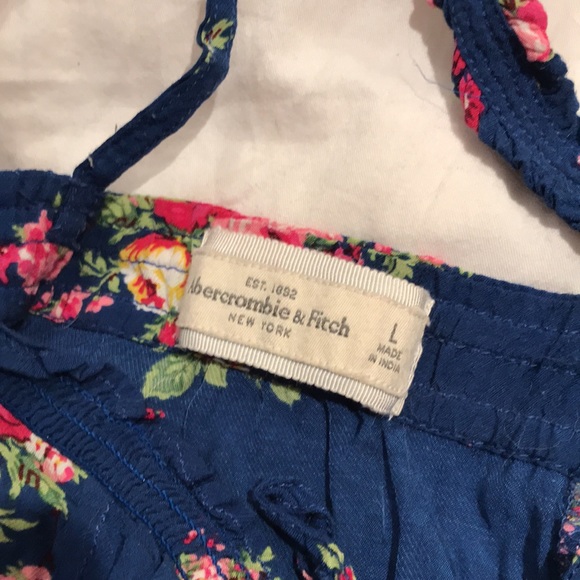 EST. 1892
Abercrombie & Fitch
NEW YORK
L
MADE
IN INDIA